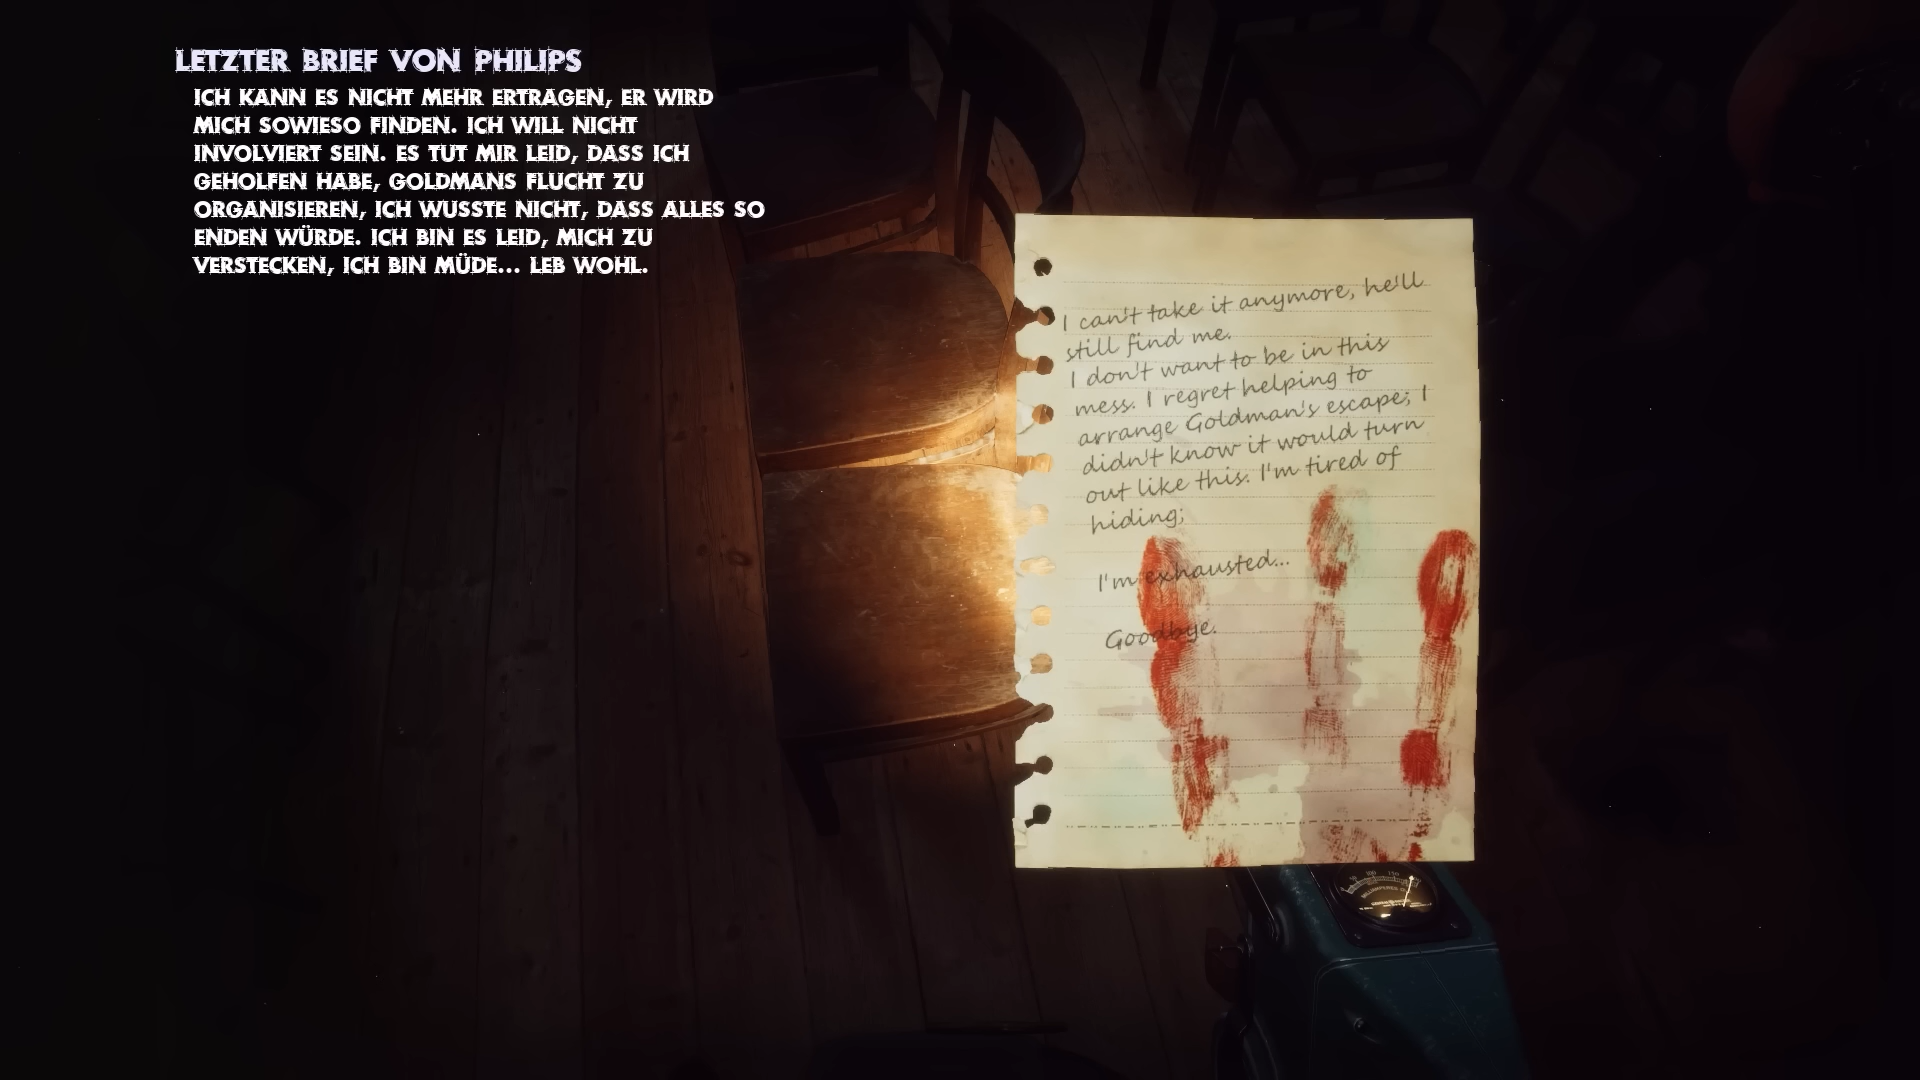 LETZTER BRIEF VON PHILIPS
ICH KANN ES NICHT MEHR ERTRAGEN, ER WIRD
MICH SOWIESO FINDEN. ICH WILL NICHT
INVOLVIERT SEIN. ES TUT MIR LEID, DASS ICH
GEHOLFEN HABE, GOLDMANS FLUCHT ZU
ORGANISIEREN, ICH WUSSTE NICHT, DASS ALLES SO
ENDEN WÜRDE. ICH BIN ES LEID, MICH ZU
VERSTECKEN, ICH BIN MÜDE... LEB WOHL.
I can't take it anymore, he'll
still find me.
I don't want to be in this
mess. I regret helping to
arrange Goldman's escape; I
didn't know it would turn
out like this. I'm tired of
hiding;
I'm exhausted...
Goodbye.